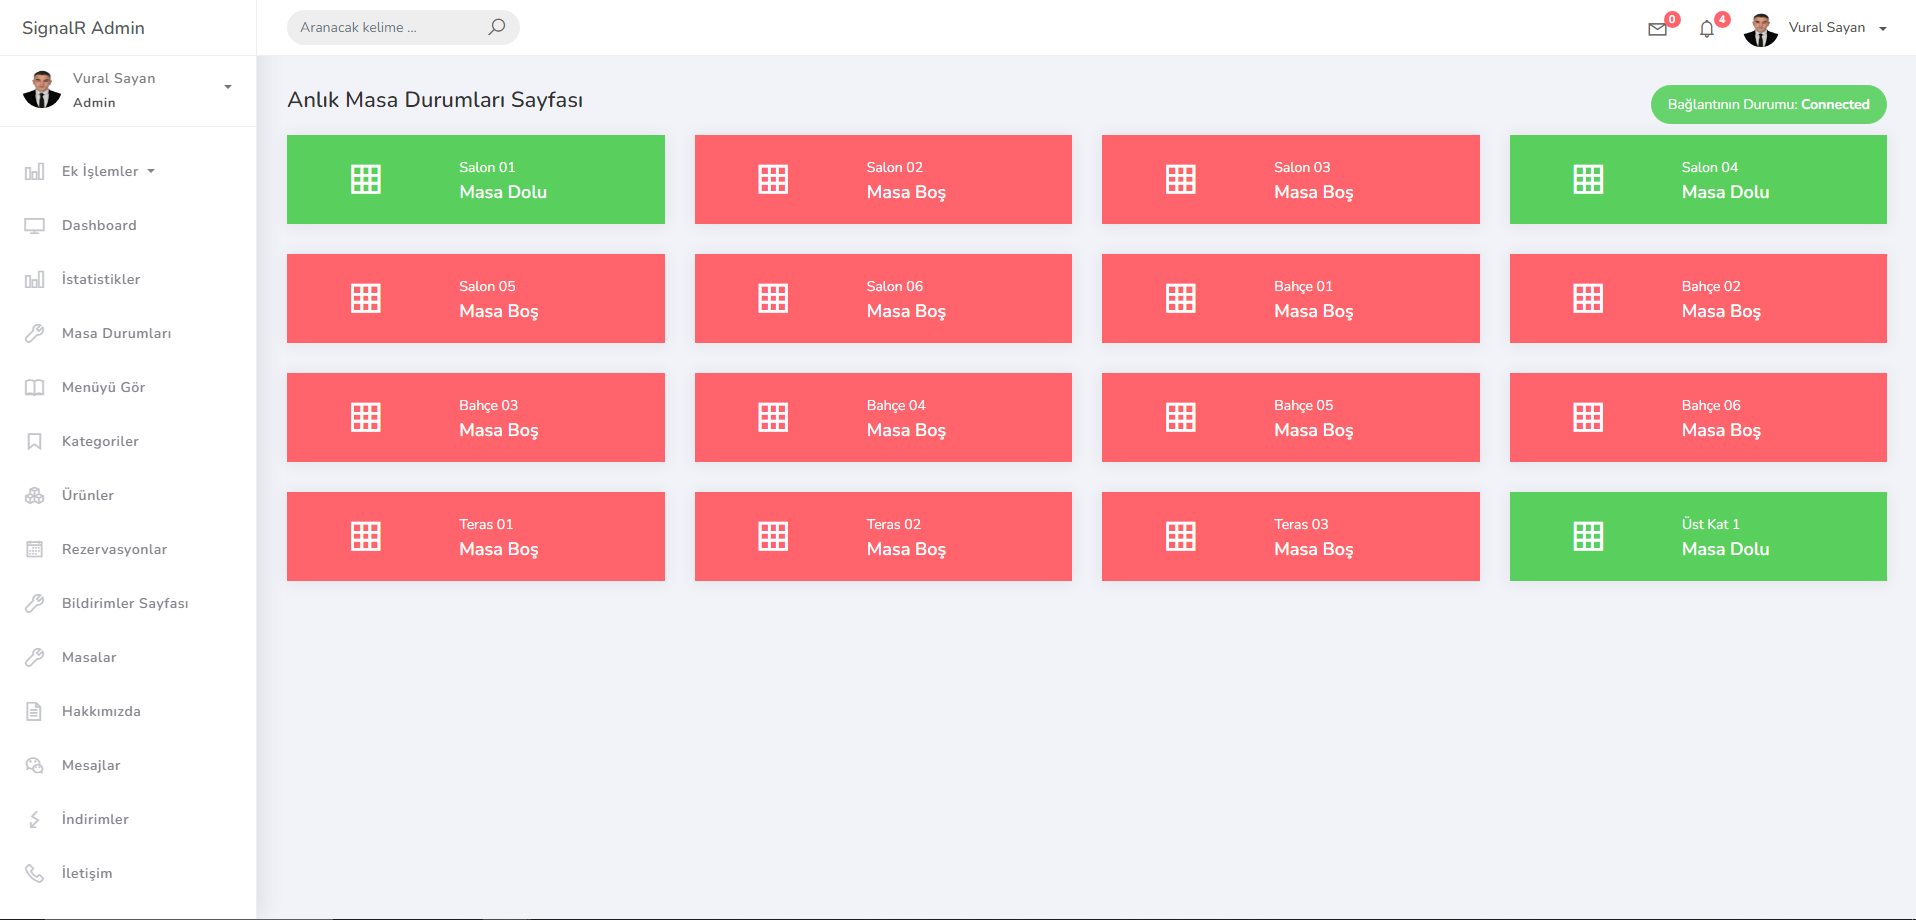 SignalR Admin
Aranacak kelime ...
0
4
Vural Sayan
Vural Sayan
Admin
Ek İşlemler
Dashboard
İstatistikler
Masa Durumları
Menüyü Gör
Kategoriler
Ürünler
Rezervasyonlar
Bildirimler Sayfası
Masalar
Hakkımızda
Mesajlar
İndirimler
İletişim
Anlık Masa Durumları Sayfası
Bağlantının Durumu: Connected
Salon 01
Masa Dolu
Salon 02
Masa Boş
Salon 03
Masa Boş
Salon 04
Masa Dolu
Salon 05
Masa Boş
Salon 06
Masa Boş
Bahçe 01
Masa Boş
Bahçe 02
Masa Boş
Bahçe 03
Masa Boş
Bahçe 04
Masa Boş
Bahçe 05
Masa Boş
Bahçe 06
Masa Boş
Teras 01
Masa Boş
Teras 02
Masa Boş
Teras 03
Masa Boş
Üst Kat 1
Masa Dolu